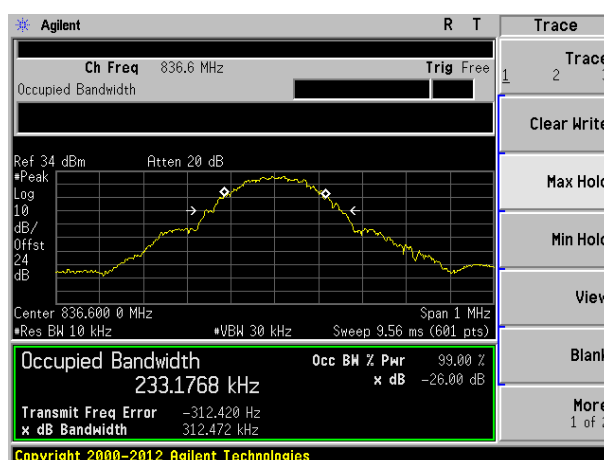 Agilent R T Trace
Ch Freq 836.6 MHz Trig Free
Occupied Bandwidth
Trace
1 2
Clear Write
Max Hold
Min Hold
View
Blank
More
1 of 2
Ref 34 dBm Atten 20 dB
#Peak
Log
10
dB/
Offst
24
dB
Center 836.600 0 MHz Span 1 MHz
#Res BW 10 kHz #VBW 30 kHz Sweep 9.56 ms (601 pts)
Occupied Bandwidth Occ BW % Pwr 99.00 %
233.1768 kHz x dB -26.00 dB
Transmit Freq Error -312.420 Hz
x dB Bandwidth 312.472 kHz
Copyright 2000-2012 Agilent Technologies